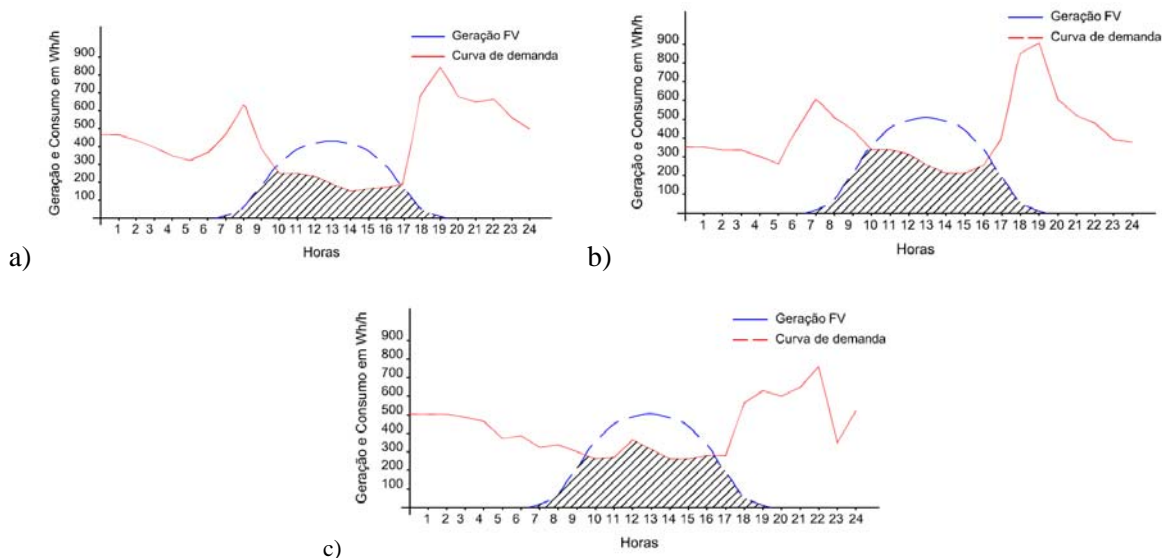 Geração e Consumo em Wh/h
900
800
700
600
500
400
300
200
100
Geração FV
Curva de demanda
1 2 3 4 5 6 7 8 9 10 11 12 13 14 15 16 17 18 19 20 21 22 23 24
Horas
a)
Geração e Consumo em Wh/h
900
800
700
600
500
400
300
200
100
Geração FV
Curva de demanda
1 2 3 4 5 6 7 8 9 10 11 12 13 14 15 16 17 18 19 20 21 22 23 24
Horas
b)
Geração e Consumo em Wh/h
900
800
700
600
500
400
300
200
100
Geração FV
Curva de demanda
1 2 3 4 5 6 7 8 9 10 11 12 13 14 15 16 17 18 19 20 21 22 23 24
Horas
c)